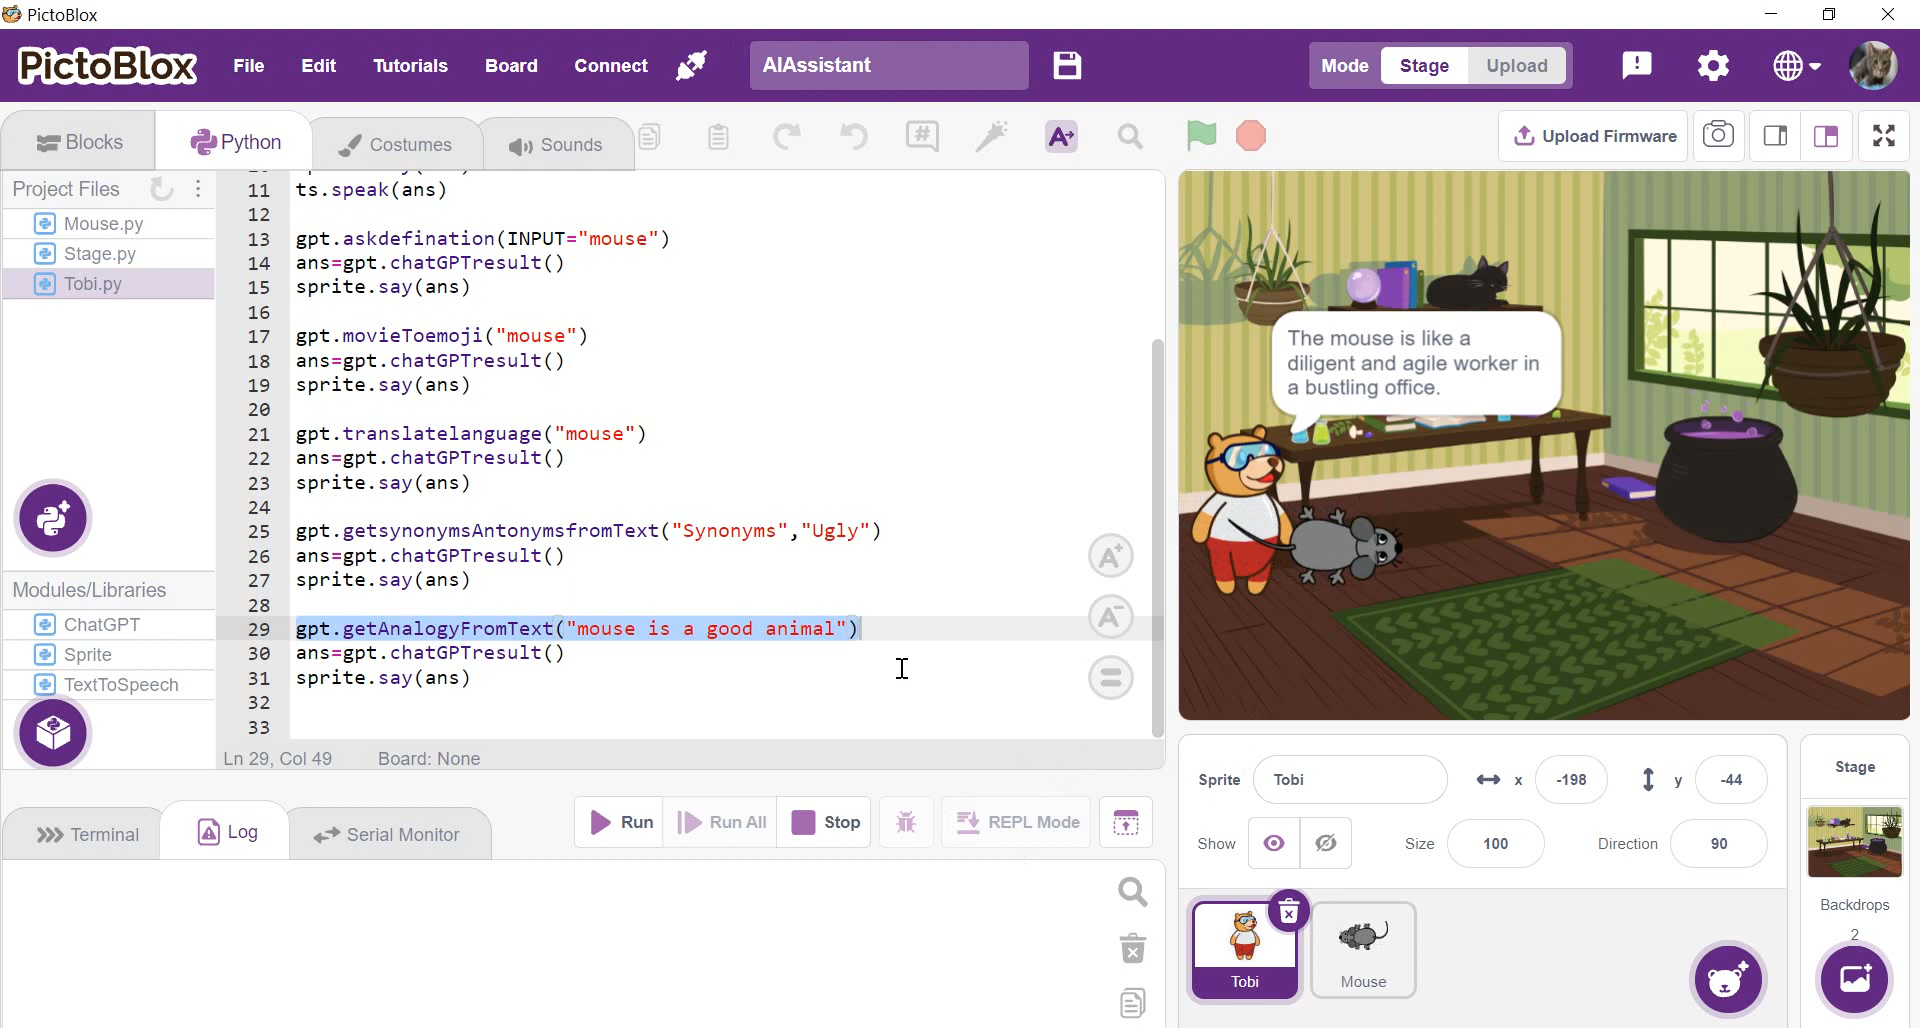 PictoBlox
PictoBlox File Edit Tutorials Board Connect AIAssistant Mode Stage Upload
Blocks Python Costumes Sounds Upload Firmware
Project Files
Mouse.py
Stage.py
Tobi.py
Modules/Libraries
ChatGPT
Sprite
TextToSpeech
11 ts.speak(ans)
12
13 gpt.askdefination(INPUT="mouse")
14 ans=gpt.chatGPTresult()
15 sprite.say(ans)
16
17 gpt.movieToemoji("mouse")
18 ans=gpt.chatGPTresult()
19 sprite.say(ans)
20
21 gpt.translatelanguage("mouse")
22 ans=gpt.chatGPTresult()
23 sprite.say(ans)
24
25 gpt.getsynonymsAntonymsfromText("Synonyms","Ugly")
26 ans=gpt.chatGPTresult()
27 sprite.say(ans)
28
29 gpt.getAnalogyFromText("mouse is a good animal")
30 ans=gpt.chatGPTresult()
31 sprite.say(ans)
32
33
A+
A-
Ln 29, Col 49 Board: None
The mouse is like a
diligent and agile worker in
a bustling office.
Terminal Log Serial Monitor Run Run All Stop REPL Mode
Sprite Tobi x -198 y -44
Show Size 100 Direction 90
Tobi
Mouse
Stage
Backdrops
2